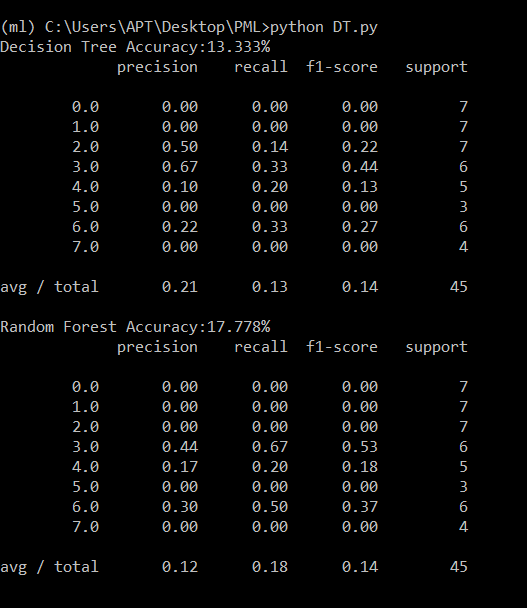 (ml) C:\Users\APT\Desktop\PML>python DT.py
Decision Tree Accuracy:13.333%
             precision    recall  f1-score   support

        0.0       0.00      0.00      0.00         7
        1.0       0.00      0.00      0.00         7
        2.0       0.50      0.14      0.22         7
        3.0       0.67      0.33      0.44         6
        4.0       0.10      0.20      0.13         5
        5.0       0.00      0.00      0.00         3
        6.0       0.22      0.33      0.27         6
        7.0       0.00      0.00      0.00         4

avg / total       0.21      0.13      0.14        45

Random Forest Accuracy:17.778%
             precision    recall  f1-score   support

        0.0       0.00      0.00      0.00         7
        1.0       0.00      0.00      0.00         7
        2.0       0.00      0.00      0.00         7
        3.0       0.44      0.67      0.53         6
        4.0       0.17      0.20      0.18         5
        5.0       0.00      0.00      0.00         3
        6.0       0.30      0.50      0.37         6
        7.0       0.00      0.00      0.00         4

avg / total       0.12      0.18      0.14        45